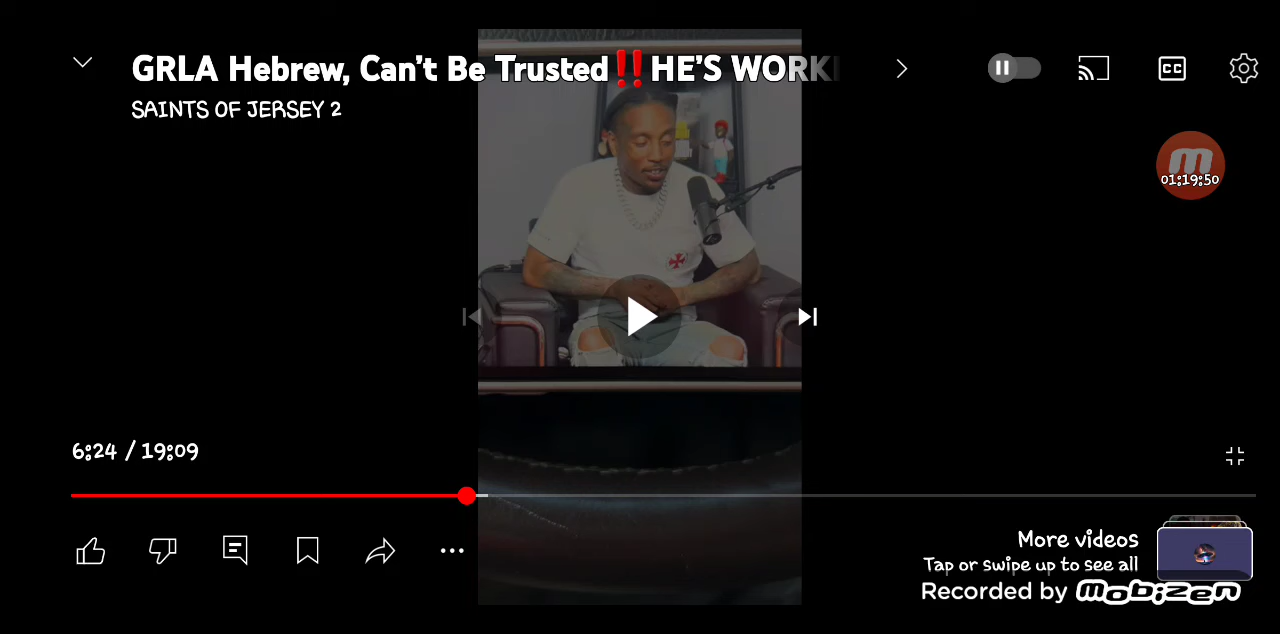 GRLA Hebrew, Can't Be Trusted‼️HE'S WORK
SAINTS OF JERSEY 2
CC
m
01:19:50
6:24 / 19:09
More videos
Tap or swipe up to see all
Recorded by Mobizen